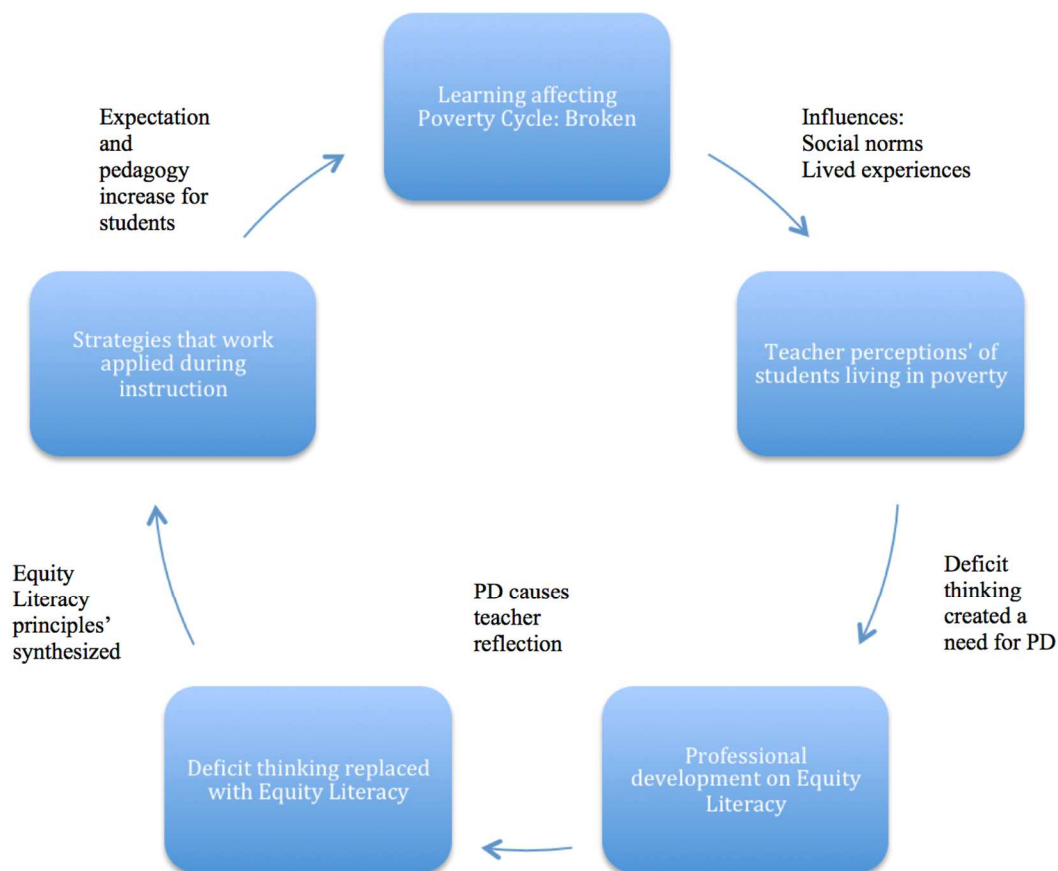 Learning affecting
Poverty Cycle: Broken
Influences:
Social norms
Lived experiences
Teacher perceptions' of
students living in poverty
Deficit
thinking
created a
need for PD
Professional
development on Equity
Literacy
PD causes
teacher
reflection
Deficit thinking replaced
with Equity Literacy
Equity
Literacy
principles’
synthesized
Strategies that work
applied during
instruction
Expectation
and
pedagogy
increase for
students